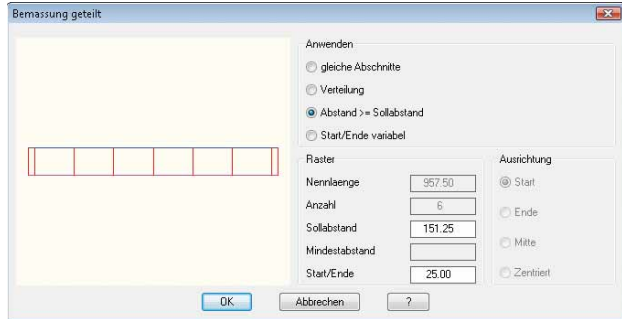 Bemassung geteilt
Anwenden
gleiche Abschnitte
Verteilung
Abstand >= Sollabstand
Start/Ende variabel
Raster
Nennlaenge 957.50
Anzahl 6
Sollabstand 151.25
Mindestabstand
Start/Ende 25.00
Ausrichtung
Start
Ende
Mitte
Zentriert
OK Abbrechen ?